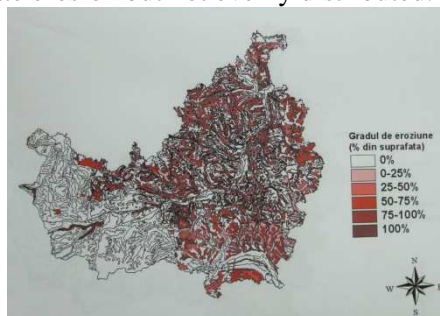 Gradul de eroziune
(% din suprafata)
0%
0-25%
25-50%
50-75%
75-100%
100%
N
W
S